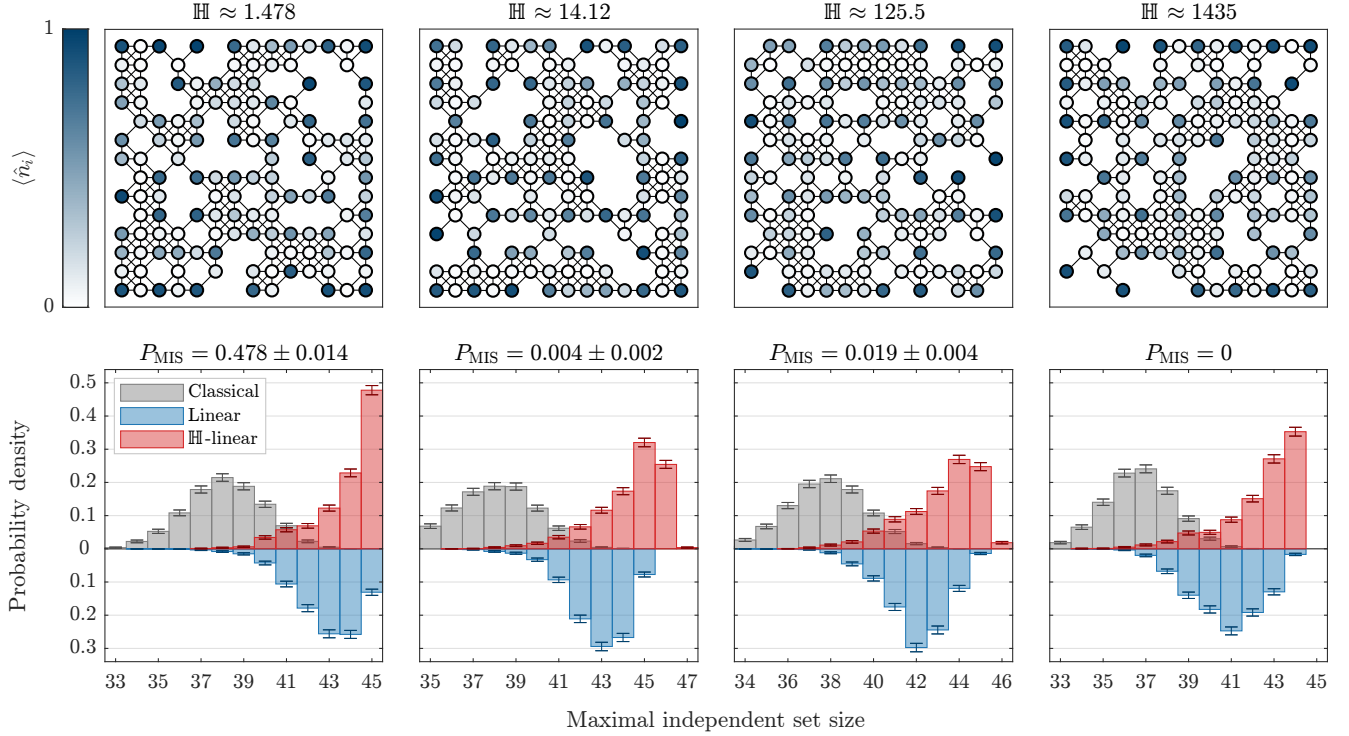 ℍ ≈ 1.478
ℍ ≈ 14.12
ℍ ≈ 125.5
ℍ ≈ 1435
1
⟨n̂ᵢ⟩
0
P_MIS = 0.478 ± 0.014
P_MIS = 0.004 ± 0.002
P_MIS = 0.019 ± 0.004
P_MIS = 0
Probability density
0.5
0.4
0.3
0.2
0.1
0
0.1
0.2
0.3
Classical
Linear
ℍ-linear
33 35 37 39 41 43 45
35 37 39 41 43 45 47
34 36 38 40 42 44 46
33 35 37 39 41 43 45
Maximal independent set size